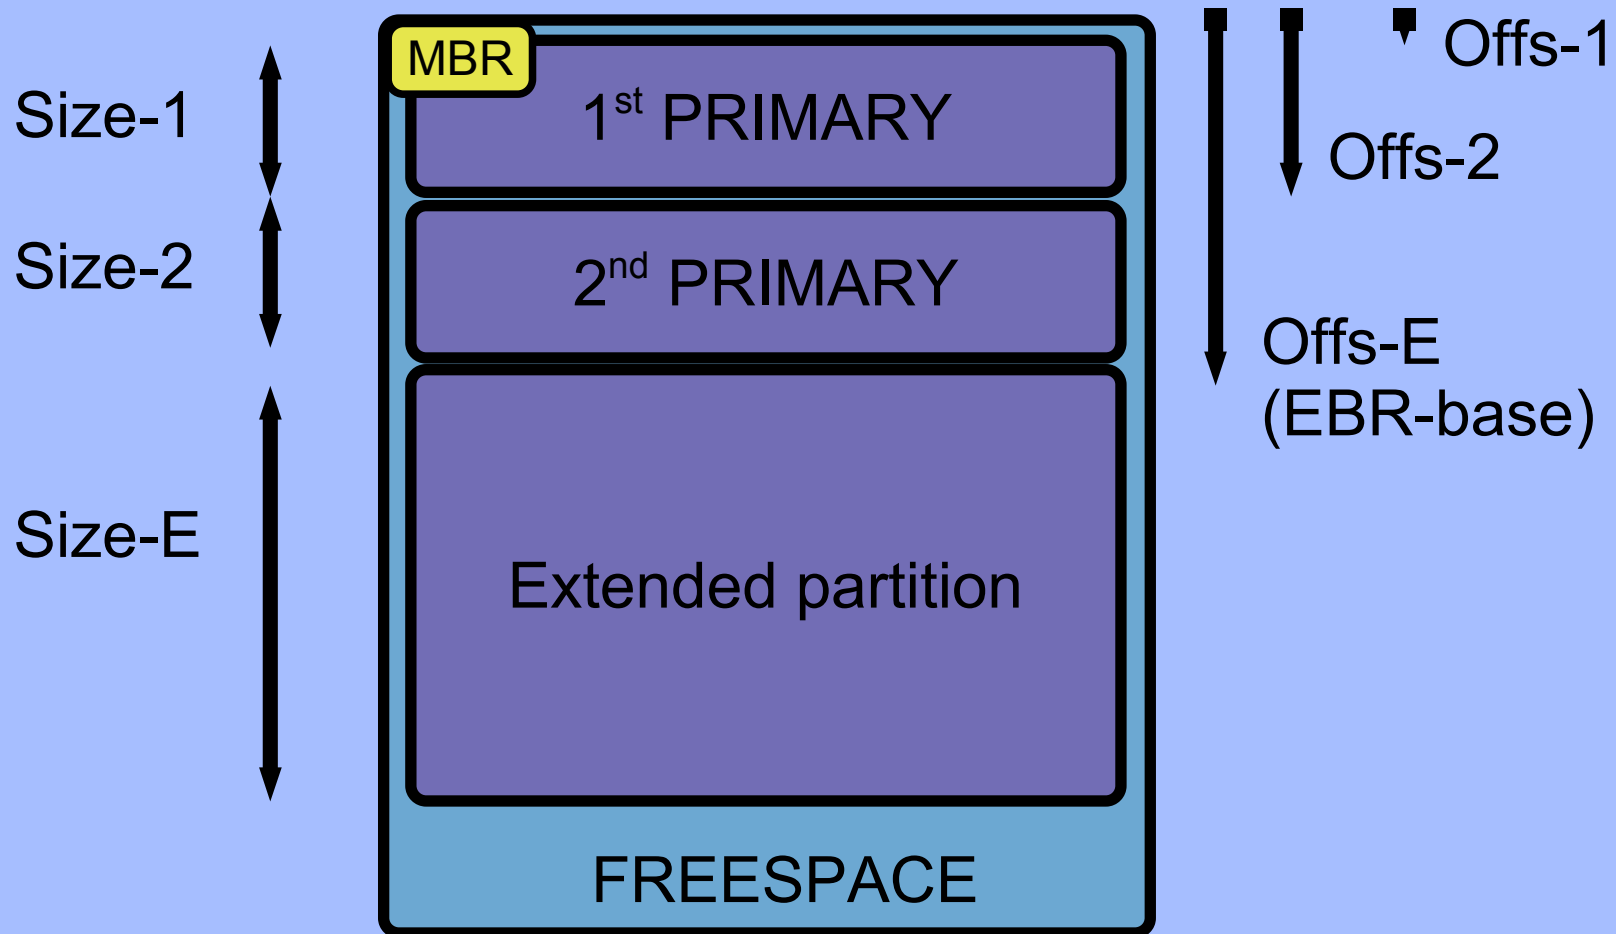 MBR
Offs-1
Size-1
1st PRIMARY
Offs-2
Size-2
2nd PRIMARY
Offs-E
(EBR-base)
Size-E
Extended partition
FREESPACE